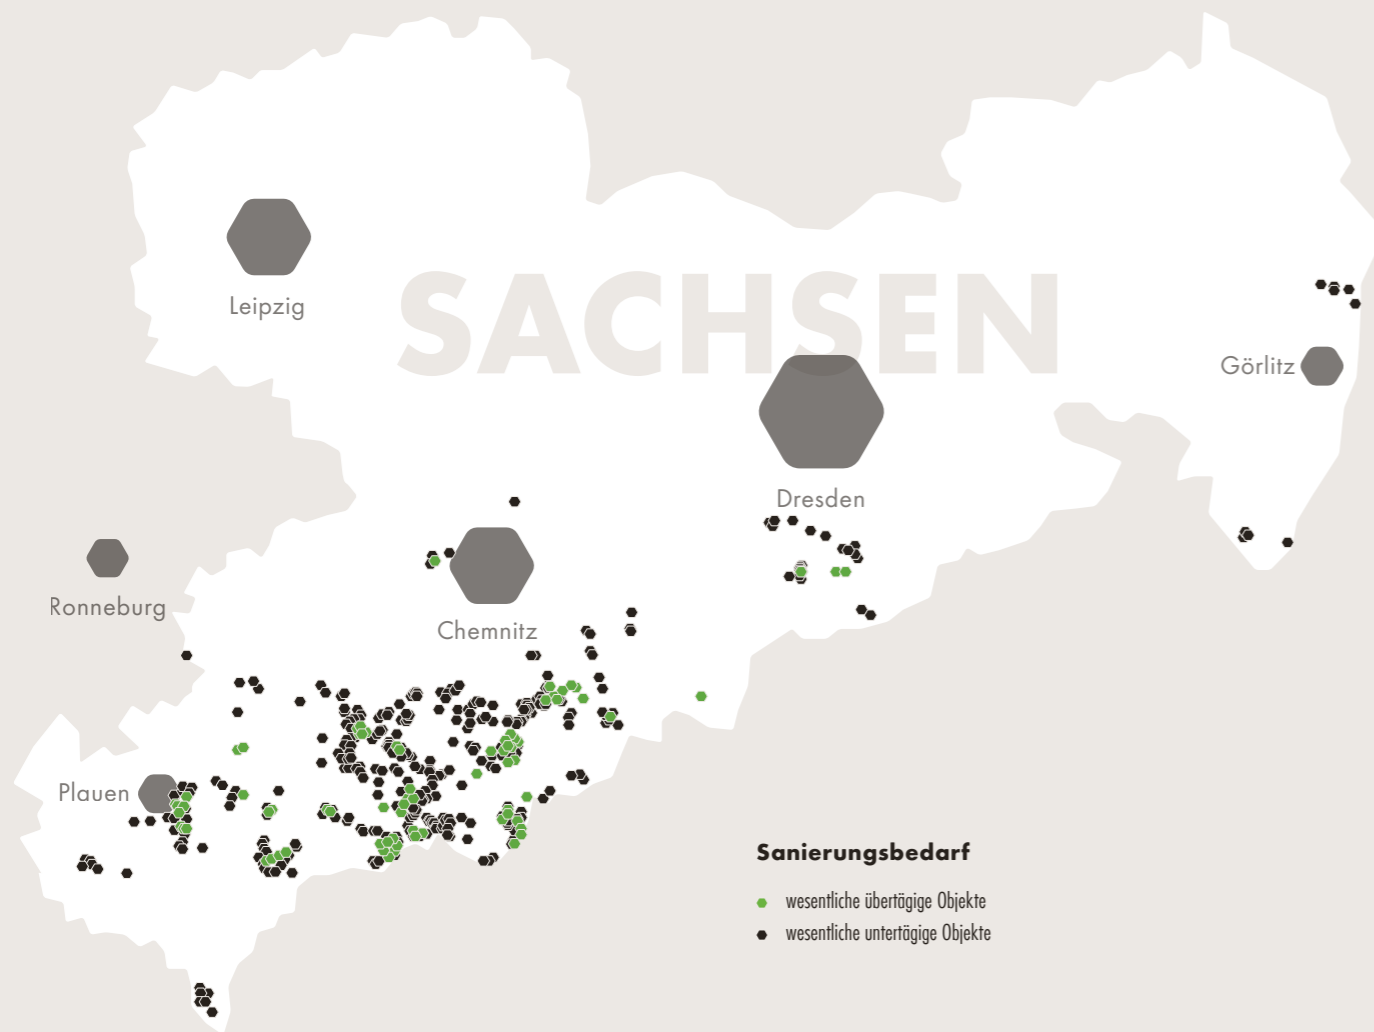 SACHSEN
Leipzig
Görlitz
Dresden
Ronneburg
Chemnitz
Plauen
Sanierungsbedarf
wesentliche übertägige Objekte
wesentliche untertägige Objekte